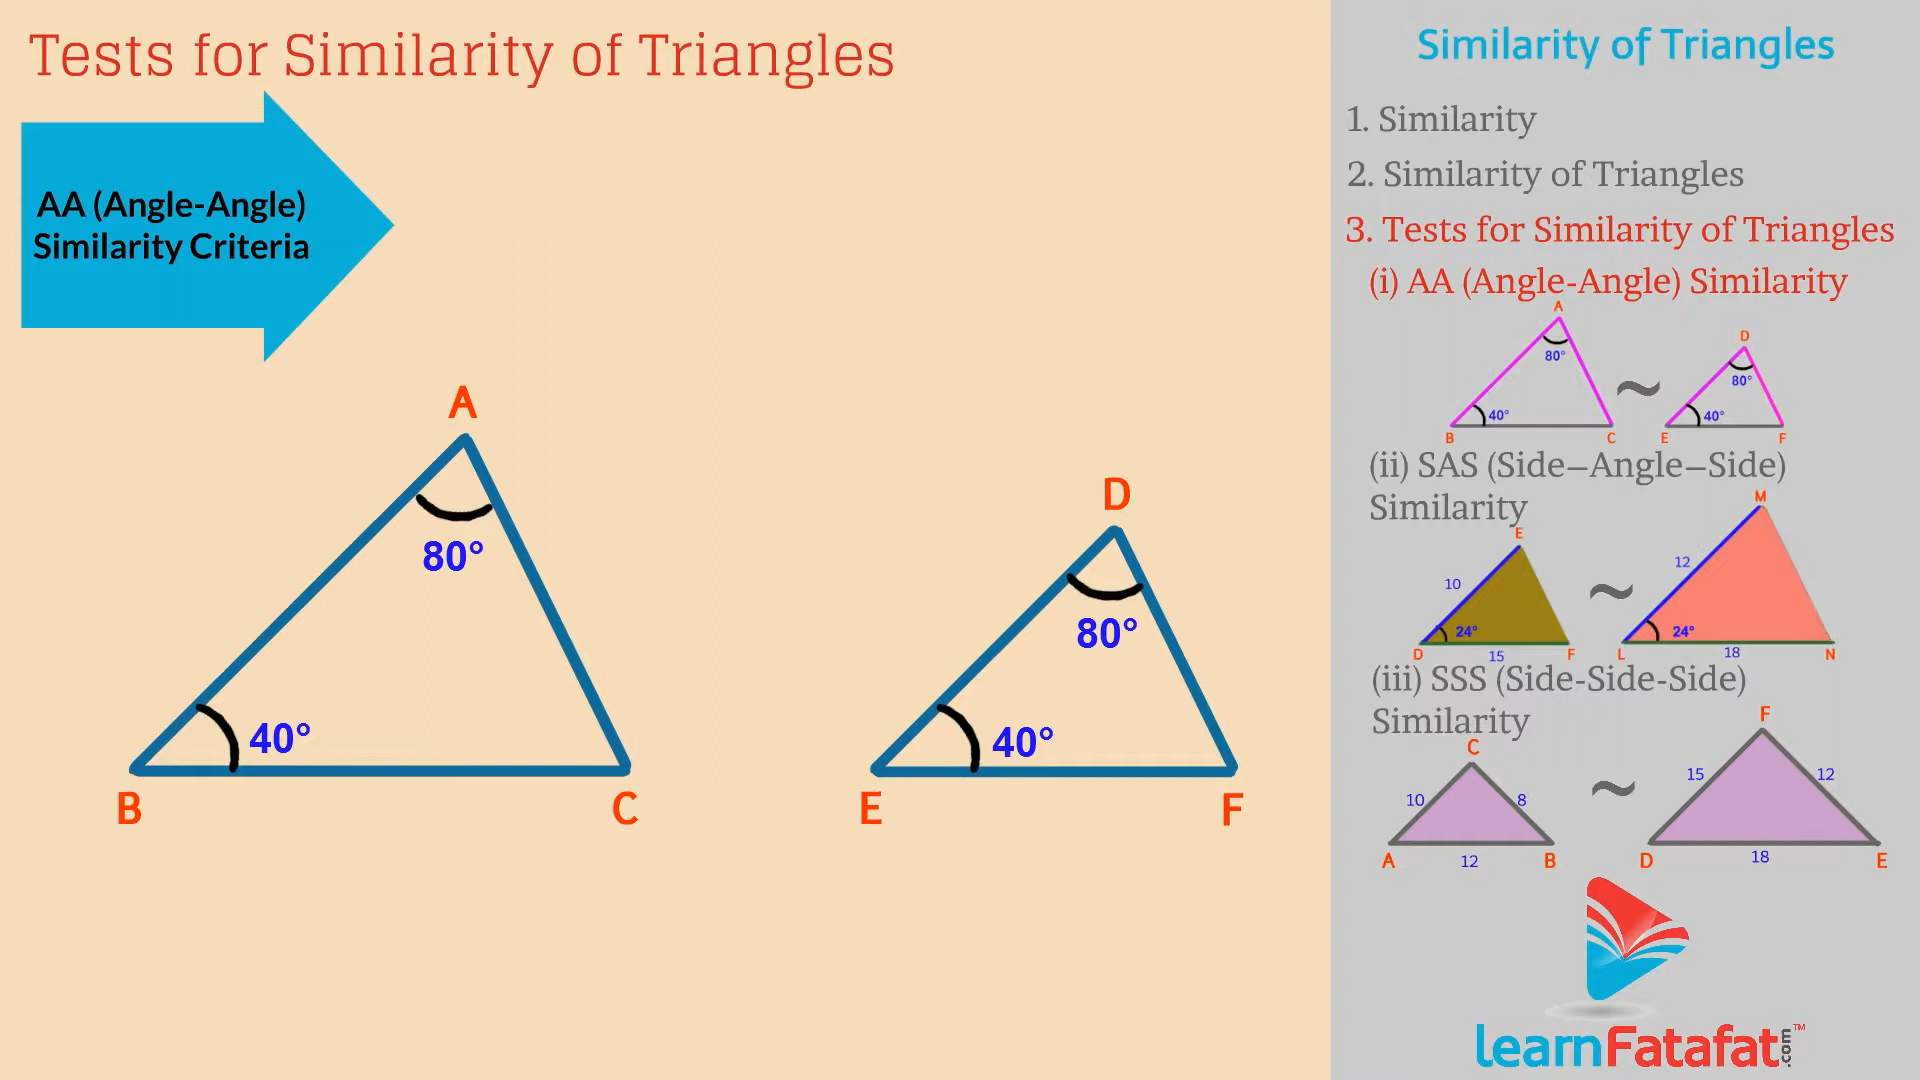 Tests for Similarity of Triangles
AA (Angle-Angle)
Similarity Criteria
A
80°
40°
B
C
D
80°
40°
E
F
Similarity of Triangles
1. Similarity
2. Similarity of Triangles
3. Tests for Similarity of Triangles
(i) AA (Angle-Angle) Similarity
A
80°
40°
B
C
~
D
80°
40°
E
F
(ii) SAS (Side–Angle–Side)
Similarity
E
10
24°
D
15
F
~
M
12
24°
L
18
N
(iii) SSS (Side-Side-Side)
Similarity
C
10
8
A
12
B
~
F
15
12
D
18
E
learnFatafat.com™